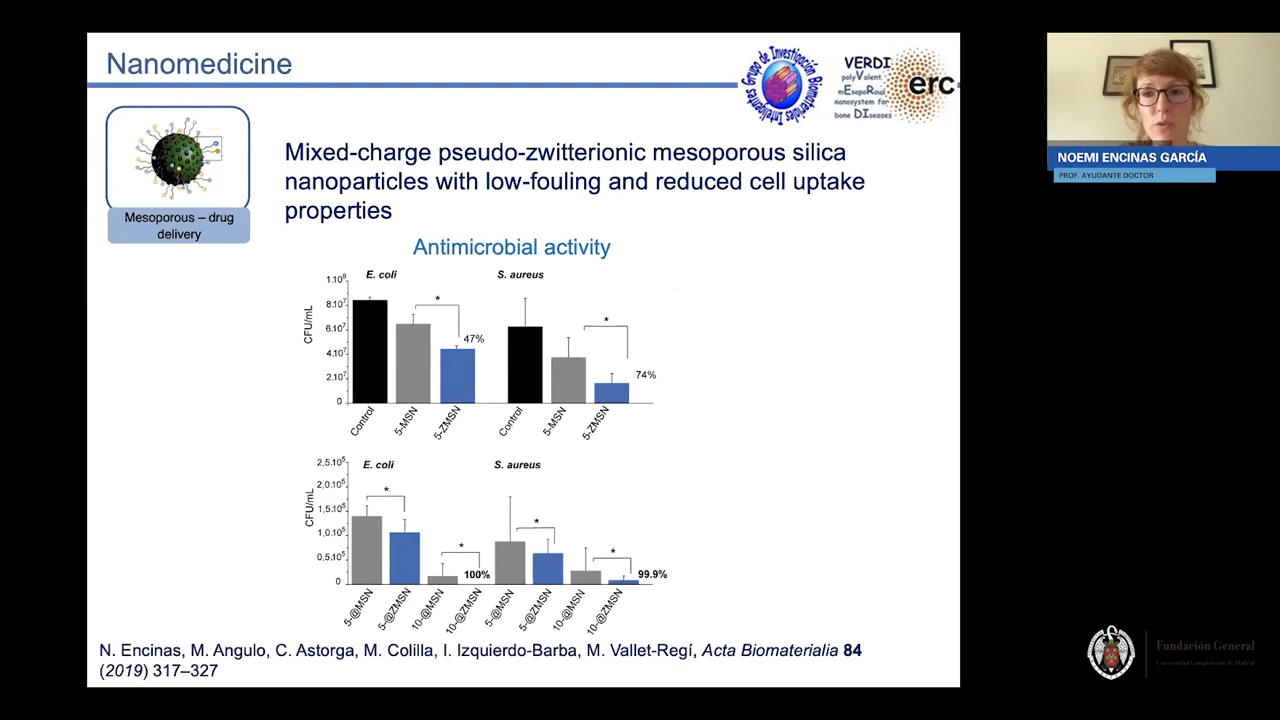 Nanomedicine
Grupo de Investigación Biomateriales Inteligentes
VERDI
polyValent
mEsopoRous
nanosystem for
bone DIseases
erc
NOEMI ENCINAS GARCÍA
PROF. AYUDANTE DOCTOR
Mesoporous – drug
delivery
Mixed-charge pseudo-zwitterionic mesoporous silica
nanoparticles with low-fouling and reduced cell uptake
properties
Antimicrobial activity
E. coli
S. aureus
CFU/mL
1.10⁸
8.10⁷
6.10⁷
4.10⁷
2.10⁷
0
*
47%
*
74%
Control
5-MSN
5-ZMSN
Control
5-MSN
5-ZMSN
E. coli
S. aureus
CFU/mL
2,5.10⁵
2,0.10⁵
1,5.10⁵
1,0.10⁵
0,5.10⁵
0
*
*
100%
*
*
99.9%
5-@MSN
5-@ZMSN
10-@MSN
10-@ZMSN
5-@MSN
5-@ZMSN
10-@MSN
10-@ZMSN
N. Encinas, M. Angulo, C. Astorga, M. Colilla, I. Izquierdo-Barba, M. Vallet-Regí, Acta Biomaterialia 84
(2019) 317–327
Fundación General
Universidad Complutense de Madrid